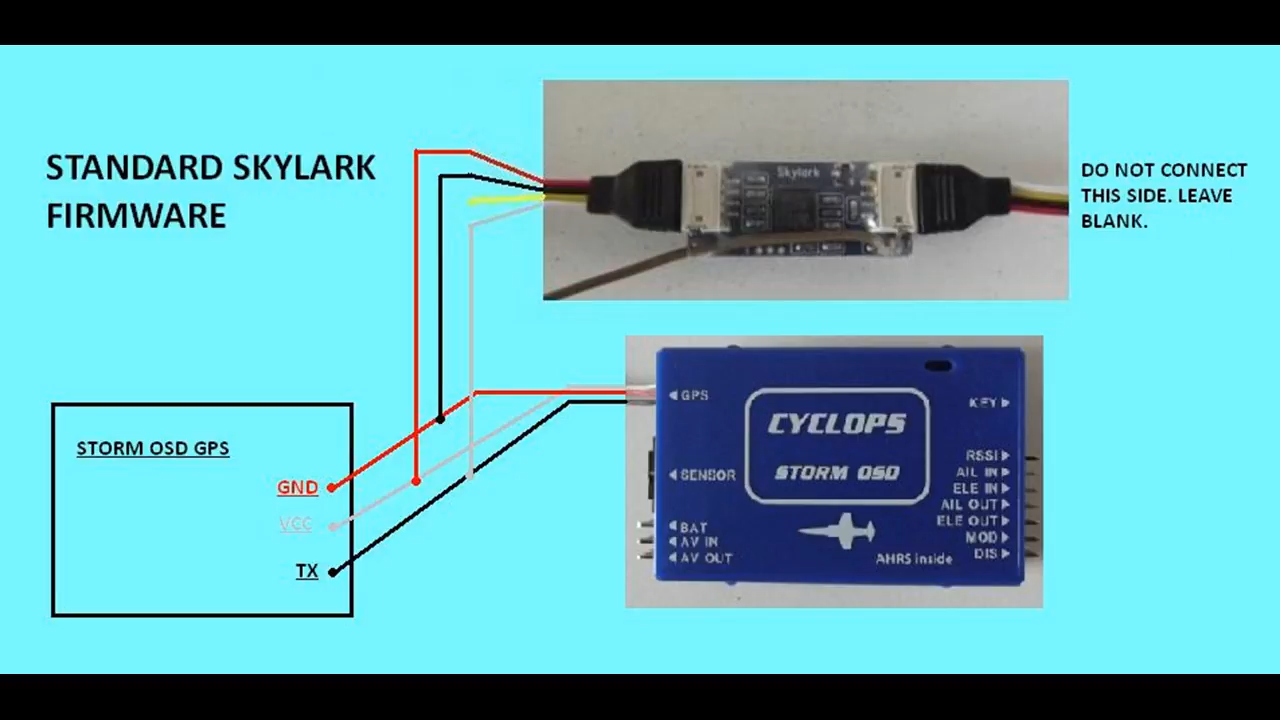 STANDARD SKYLARK
FIRMWARE
Skylark
DO NOT CONNECT
THIS SIDE. LEAVE
BLANK.
STORM OSD GPS
GND
VCC
TX
GPS
SENSOR
BAT
AV IN
AV OUT
CYCLOPS
STORM OSD
AHRS inside
KEY
RSSI
AIL IN
ELE IN
AIL OUT
ELE OUT
MOD
DIS